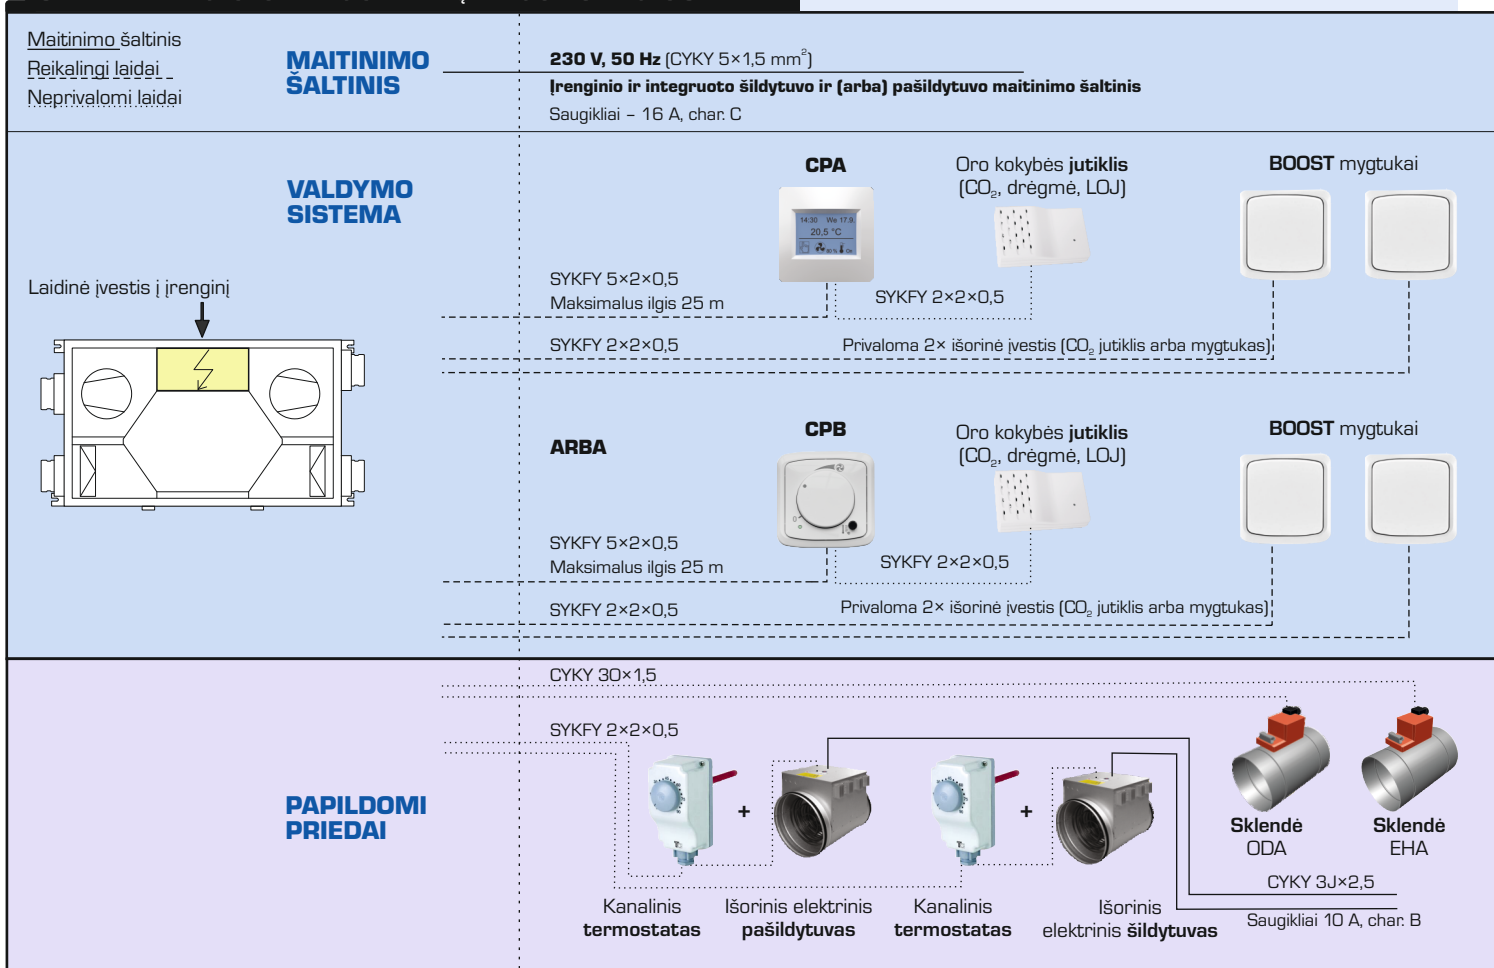 Maitinimo šaltinis
Reikalingi laidai
Neprivalomi laidai
MAITINIMO
ŠALTINIS
230 V, 50 Hz (CYKY 5×1,5 mm²)
Įrenginio ir integruoto šildytuvo ir (arba) pašildytuvo maitinimo šaltinis
Saugikliai – 16 A, char. C
VALDYMO
SISTEMA
Laidinė įvestis į įrenginį
CPA
14:30 We 17.9.
20,5 °C
Oro kokybės jutiklis
(CO₂, drėgmė, LOJ)
BOOST mygtukai
SYKFY 5×2×0,5
Maksimalus ilgis 25 m
SYKFY 2×2×0,5
SYKFY 2×2×0,5
Privaloma 2× išorinė įvestis (CO₂ jutiklis arba mygtukas)
ARBA
CPB
Oro kokybės jutiklis
(CO₂, drėgmė, LOJ)
BOOST mygtukai
SYKFY 5×2×0,5
Maksimalus ilgis 25 m
SYKFY 2×2×0,5
SYKFY 2×2×0,5
Privaloma 2× išorinė įvestis (CO₂ jutiklis arba mygtukas)
PAPILDOMI
PRIEDAI
CYKY 3O×1,5
SYKFY 2×2×0,5
+
+
Kanalinis
termostatas
Išorinis elektrinis
pašildytuvas
Kanalinis
termostatas
Išorinis
elektrinis šildytuvas
Sklendė
ODA
Sklendė
EHA
CYKY 3J×2,5
Saugikliai 10 A, char. B